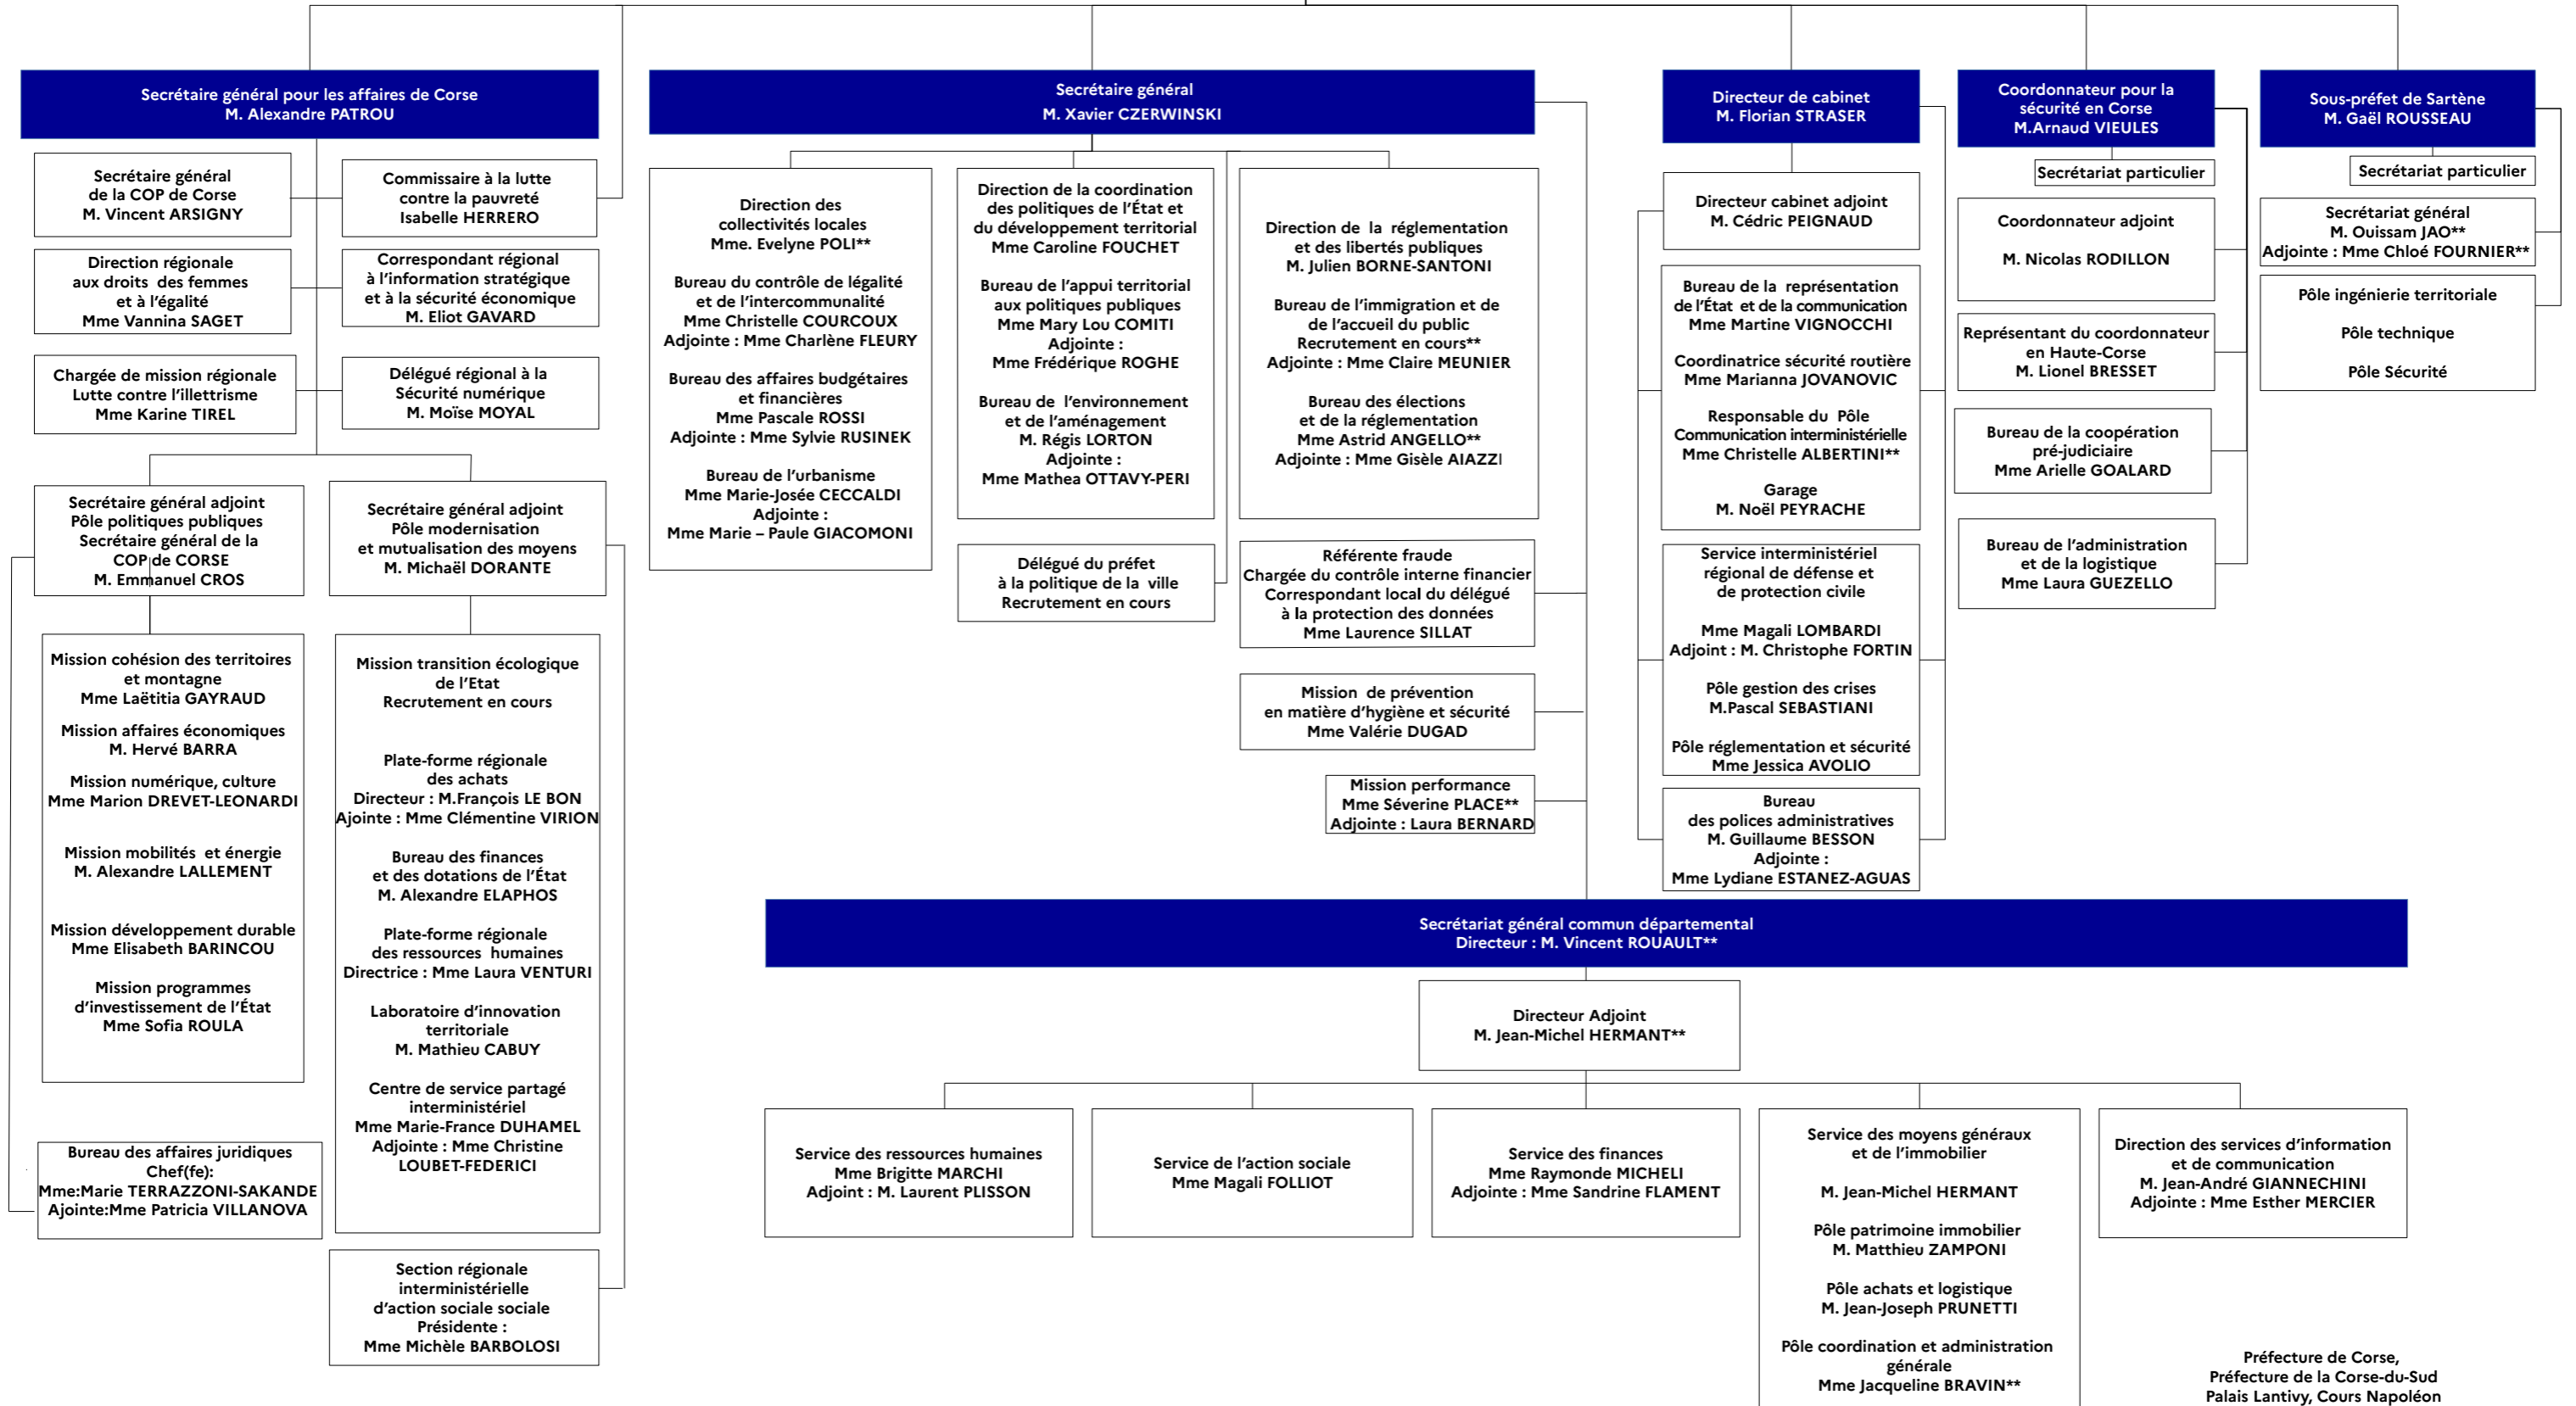 Secrétaire général pour les affaires de Corse
M. Alexandre PATROU
Secrétaire général
de la COP de Corse
M. Vincent ARSIGNY
Commissaire à la lutte
contre la pauvreté
Isabelle HERRERO
Direction régionale
aux droits des femmes
et à l'égalité
Mme Vannina SAGET
Correspondant régional
à l'information stratégique
et à la sécurité économique
M. Eliot GAVARD
Chargée de mission régionale
Lutte contre l'illettrisme
Mme Karine TIREL
Délégué régional à la
Sécurité numérique
M. Moïse MOYAL
Secrétaire général adjoint
Pôle politiques publiques
Secrétaire général de la
COP de CORSE
M. Emmanuel CROS
Secrétaire général adjoint
Pôle modernisation
et mutualisation des moyens
M. Michaël DORANTE
Mission cohésion des territoires
et montagne
Mme Laëtitia GAYRAUD
Mission affaires économiques
M. Hervé BARRA
Mission numérique, culture
Mme Marion DREVET-LEONARDI
Mission mobilités et énergie
M. Alexandre LALLEMENT
Mission développement durable
Mme Elisabeth BARINCOU
Mission programmes
d'investissement de l'État
Mme Sofia ROULA
Bureau des affaires juridiques
Chef(fe):
Mme:Marie TERRAZZONI-SAKANDE
Ajointe:Mme Patricia VILLANOVA
Mission transition écologique
de l'Etat
Recrutement en cours
Plate-forme régionale
des achats
Directeur : M.François LE BON
Ajointe : Mme Clémentine VIRION
Bureau des finances
et des dotations de l'État
M. Alexandre ELAPHOS
Plate-forme régionale
des ressources humaines
Directrice : Mme Laura VENTURI
Laboratoire d'innovation
territoriale
M. Mathieu CABUY
Centre de service partagé
interministériel
Mme Marie-France DUHAMEL
Adjointe : Mme Christine
LOUBET-FEDERICI
Section régionale
interministérielle
d'action sociale sociale
Présidente :
Mme Michèle BARBOLOSI
Secrétaire général
M. Xavier CZERWINSKI
Direction des
collectivités locales
Mme. Evelyne POLI**
Bureau du contrôle de légalité
et de l'intercommunalité
Mme Christelle COURCOUX
Adjointe : Mme Charlène FLEURY
Bureau des affaires budgétaires
et financières
Mme Pascale ROSSI
Adjointe : Mme Sylvie RUSINEK
Bureau de l'urbanisme
Mme Marie-Josée CECCALDI
Adjointe :
Mme Marie – Paule GIACOMONI
Direction de la coordination
des politiques de l'État et
du développement territorial
Mme Caroline FOUCHET
Bureau de l'appui territorial
aux politiques publiques
Mme Mary Lou COMITI
Adjointe :
Mme Frédérique ROGHE
Bureau de l'environnement
et de l'aménagement
M. Régis LORTON
Adjointe :
Mme Mathea OTTAVY-PERI
Délégué du préfet
à la politique de la ville
Recrutement en cours
Direction de la réglementation
et des libertés publiques
M. Julien BORNE-SANTONI
Bureau de l'immigration et de
de l'accueil du public
Recrutement en cours**
Adjointe : Mme Claire MEUNIER
Bureau des élections
et de la réglementation
Mme Astrid ANGELLO**
Adjointe : Mme Gisèle AIAZZI
Référente fraude
Chargée du contrôle interne financier
Correspondant local du délégué
à la protection des données
Mme Laurence SILLAT
Mission de prévention
en matière d'hygiène et sécurité
Mme Valérie DUGAD
Mission performance
Mme Séverine PLACE**
Adjointe : Laura BERNARD
Directeur de cabinet
M. Florian STRASER
Directeur cabinet adjoint
M. Cédric PEIGNAUD
Bureau de la représentation
de l'État et de la communication
Mme Martine VIGNOCCHI
Coordinatrice sécurité routière
Mme Marianna JOVANOVIC
Responsable du Pôle
Communication interministérielle
Mme Christelle ALBERTINI**
Garage
M. Noël PEYRACHE
Service interministériel
régional de défense et
de protection civile
Mme Magali LOMBARDI
Adjoint : M. Christophe FORTIN
Pôle gestion des crises
M.Pascal SEBASTIANI
Pôle réglementation et sécurité
Mme Jessica AVOLIO
Bureau
des polices administratives
M. Guillaume BESSON
Adjointe :
Mme Lydiane ESTANEZ-AGUAS
Coordonnateur pour la
sécurité en Corse
M.Arnaud VIEULES
Secrétariat particulier
Coordonnateur adjoint
M. Nicolas RODILLON
Représentant du coordonnateur
en Haute-Corse
M. Lionel BRESSET
Bureau de la coopération
pré-judiciaire
Mme Arielle GOALARD
Bureau de l'administration
et de la logistique
Mme Laura GUEZELLO
Sous-préfet de Sartène
M. Gaël ROUSSEAU
Secrétariat particulier
Secrétariat général
M. Ouissam JAO**
Adjointe : Mme Chloé FOURNIER**
Pôle ingénierie territoriale
Pôle technique
Pôle Sécurité
Secrétariat général commun départemental
Directeur : M. Vincent ROUAULT**
Directeur Adjoint
M. Jean-Michel HERMANT**
Service des ressources humaines
Mme Brigitte MARCHI
Adjoint : M. Laurent PLISSON
Service de l'action sociale
Mme Magali FOLLIOT
Service des finances
Mme Raymonde MICHELI
Adjointe : Mme Sandrine FLAMENT
Service des moyens généraux
et de l'immobilier
M. Jean-Michel HERMANT
Pôle patrimoine immobilier
M. Matthieu ZAMPONI
Pôle achats et logistique
M. Jean-Joseph PRUNETTI
Pôle coordination et administration
générale
Mme Jacqueline BRAVIN**
Direction des services d'information
et de communication
M. Jean-André GIANNECHINI
Adjointe : Mme Esther MERCIER
Préfecture de Corse,
Préfecture de la Corse-du-Sud
Palais Lantivy, Cours Napoléon